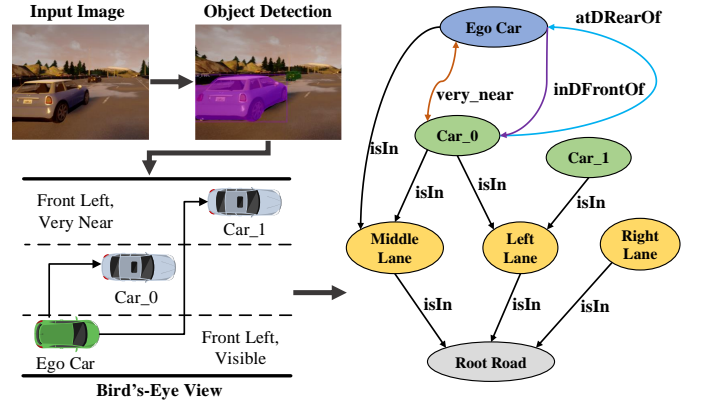 Input Image
Object Detection
Front Left,
Very Near
Car_1
Car_0
Ego Car
Front Left,
Visible
Bird's-Eye View
Ego Car
atDRearOf
very_near
inDFrontOf
Car_0
Car_1
isIn
isIn
isIn
isIn
Middle
Lane
Left
Lane
Right
Lane
isIn
isIn
isIn
Root Road